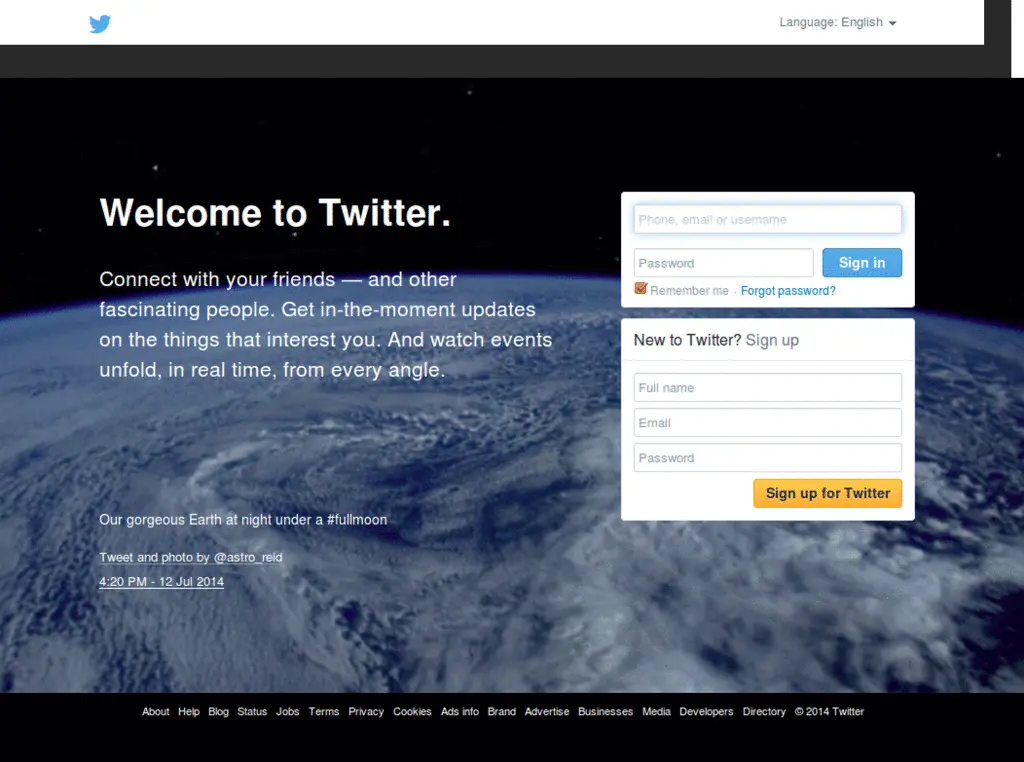 Language: English
Welcome to Twitter.
Connect with your friends — and other
fascinating people. Get in-the-moment updates
on the things that interest you. And watch events
unfold, in real time, from every angle.
Our gorgeous Earth at night under a #fullmoon
Tweet and photo by @astro_reid
4:20 PM - 12 Jul 2014
Phone, email or username
Password
Sign in
Remember me · Forgot password?
New to Twitter? Sign up
Full name
Email
Password
Sign up for Twitter
About Help Blog Status Jobs Terms Privacy Cookies Ads info Brand Advertise Businesses Media Developers Directory © 2014 Twitter